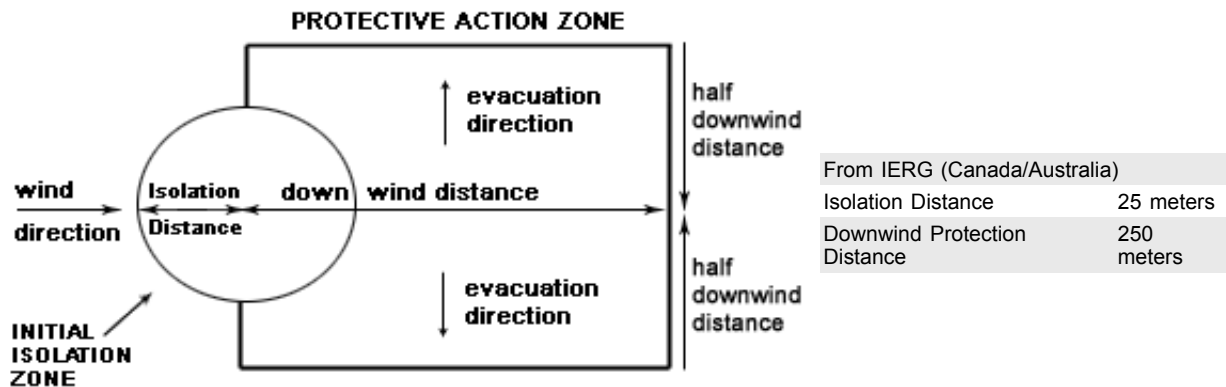 PROTECTIVE ACTION ZONE
evacuation
direction
half
downwind
distance
wind
direction
Isolation
Distance
down wind distance
evacuation
direction
half
downwind
distance
INITIAL
ISOLATION
ZONE
From IERG (Canada/Australia)
Isolation Distance 25 meters
Downwind Protection 250
Distance meters